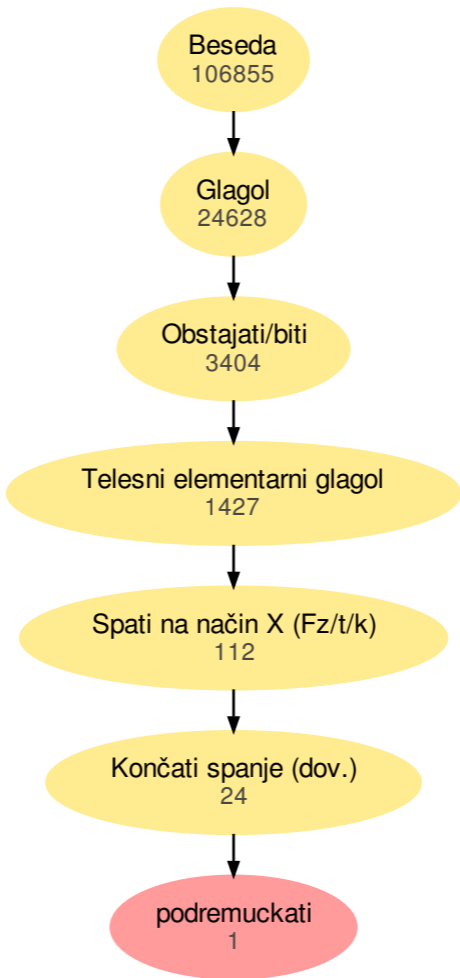 Beseda
106855
Glagol
24628
Obstajati/biti
3404
Telesni elementarni glagol
1427
Spati na način X (Fz/t/k)
112
Končati spanje (dov.)
24
podremuckati
1